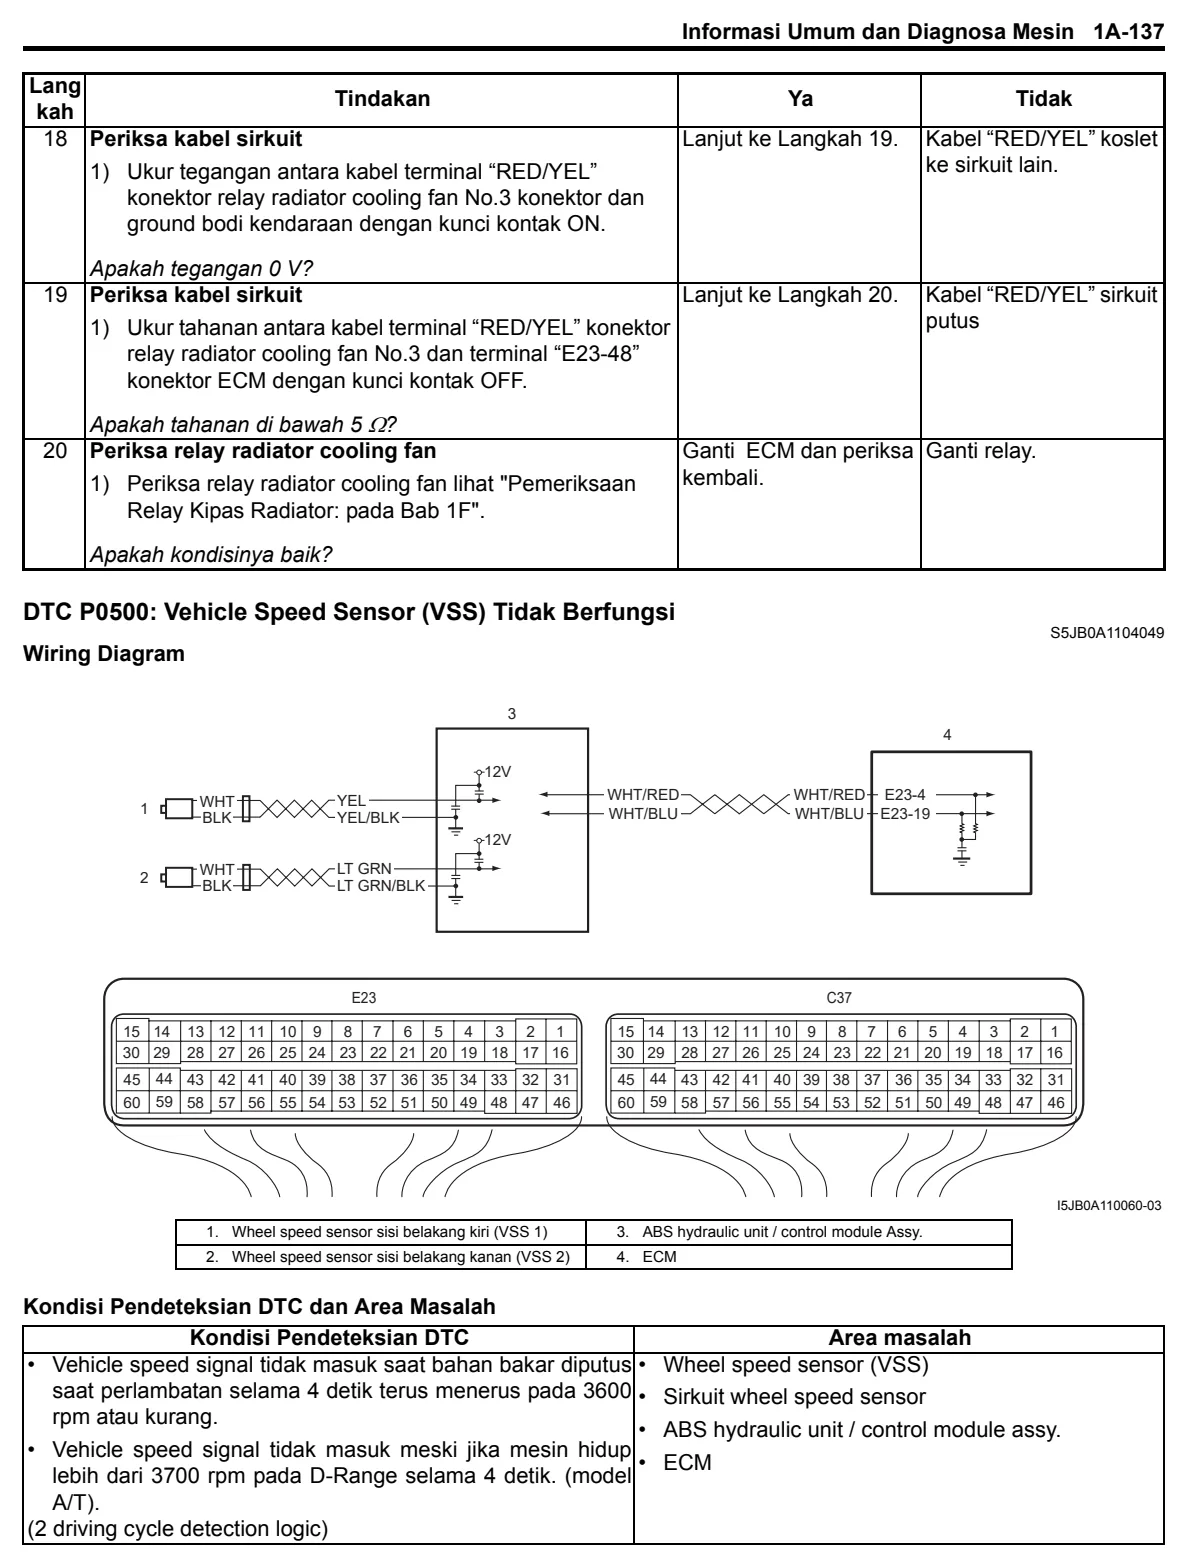 Informasi Umum dan Diagnosa Mesin 1A-137
Lang
kah
Tindakan
Ya
Tidak
18
Periksa kabel sirkuit
1) Ukur tegangan antara kabel terminal “RED/YEL”
konektor relay radiator cooling fan No.3 konektor dan
ground bodi kendaraan dengan kunci kontak ON.
Apakah tegangan 0 V?
Lanjut ke Langkah 19.
Kabel “RED/YEL” koslet
ke sirkuit lain.
19
Periksa kabel sirkuit
1) Ukur tahanan antara kabel terminal “RED/YEL” konektor
relay radiator cooling fan No.3 dan terminal “E23-48”
konektor ECM dengan kunci kontak OFF.
Apakah tahanan di bawah 5 Ω?
Lanjut ke Langkah 20.
Kabel “RED/YEL” sirkuit
putus
20
Periksa relay radiator cooling fan
1) Periksa relay radiator cooling fan lihat "Pemeriksaan
Relay Kipas Radiator: pada Bab 1F".
Apakah kondisinya baik?
Ganti ECM dan periksa
kembali.
Ganti relay.
DTC P0500: Vehicle Speed Sensor (VSS) Tidak Berfungsi
S5JB0A1104049
Wiring Diagram
3
4
12V
1
WHT
BLK
YEL
YEL/BLK
WHT/RED
WHT/BLU
WHT/RED
WHT/BLU
E23-4
E23-19
12V
2
WHT
BLK
LT GRN
LT GRN/BLK
E23
C37
15 14 13 12 11 10 9 8 7 6 5 4 3 2 1
30 29 28 27 26 25 24 23 22 21 20 19 18 17 16
45 44 43 42 41 40 39 38 37 36 35 34 33 32 31
60 59 58 57 56 55 54 53 52 51 50 49 48 47 46
15 14 13 12 11 10 9 8 7 6 5 4 3 2 1
30 29 28 27 26 25 24 23 22 21 20 19 18 17 16
45 44 43 42 41 40 39 38 37 36 35 34 33 32 31
60 59 58 57 56 55 54 53 52 51 50 49 48 47 46
I5JB0A110060-03
1. Wheel speed sensor sisi belakang kiri (VSS 1)
3. ABS hydraulic unit / control module Assy.
2. Wheel speed sensor sisi belakang kanan (VSS 2)
4. ECM
Kondisi Pendeteksian DTC dan Area Masalah
Kondisi Pendeteksian DTC
Area masalah
• Vehicle speed signal tidak masuk saat bahan bakar diputus
saat perlambatan selama 4 detik terus menerus pada 3600
rpm atau kurang.
• Vehicle speed signal tidak masuk meski jika mesin hidup
lebih dari 3700 rpm pada D-Range selama 4 detik. (model
A/T).
(2 driving cycle detection logic)
• Wheel speed sensor (VSS)
• Sirkuit wheel speed sensor
• ABS hydraulic unit / control module assy.
• ECM